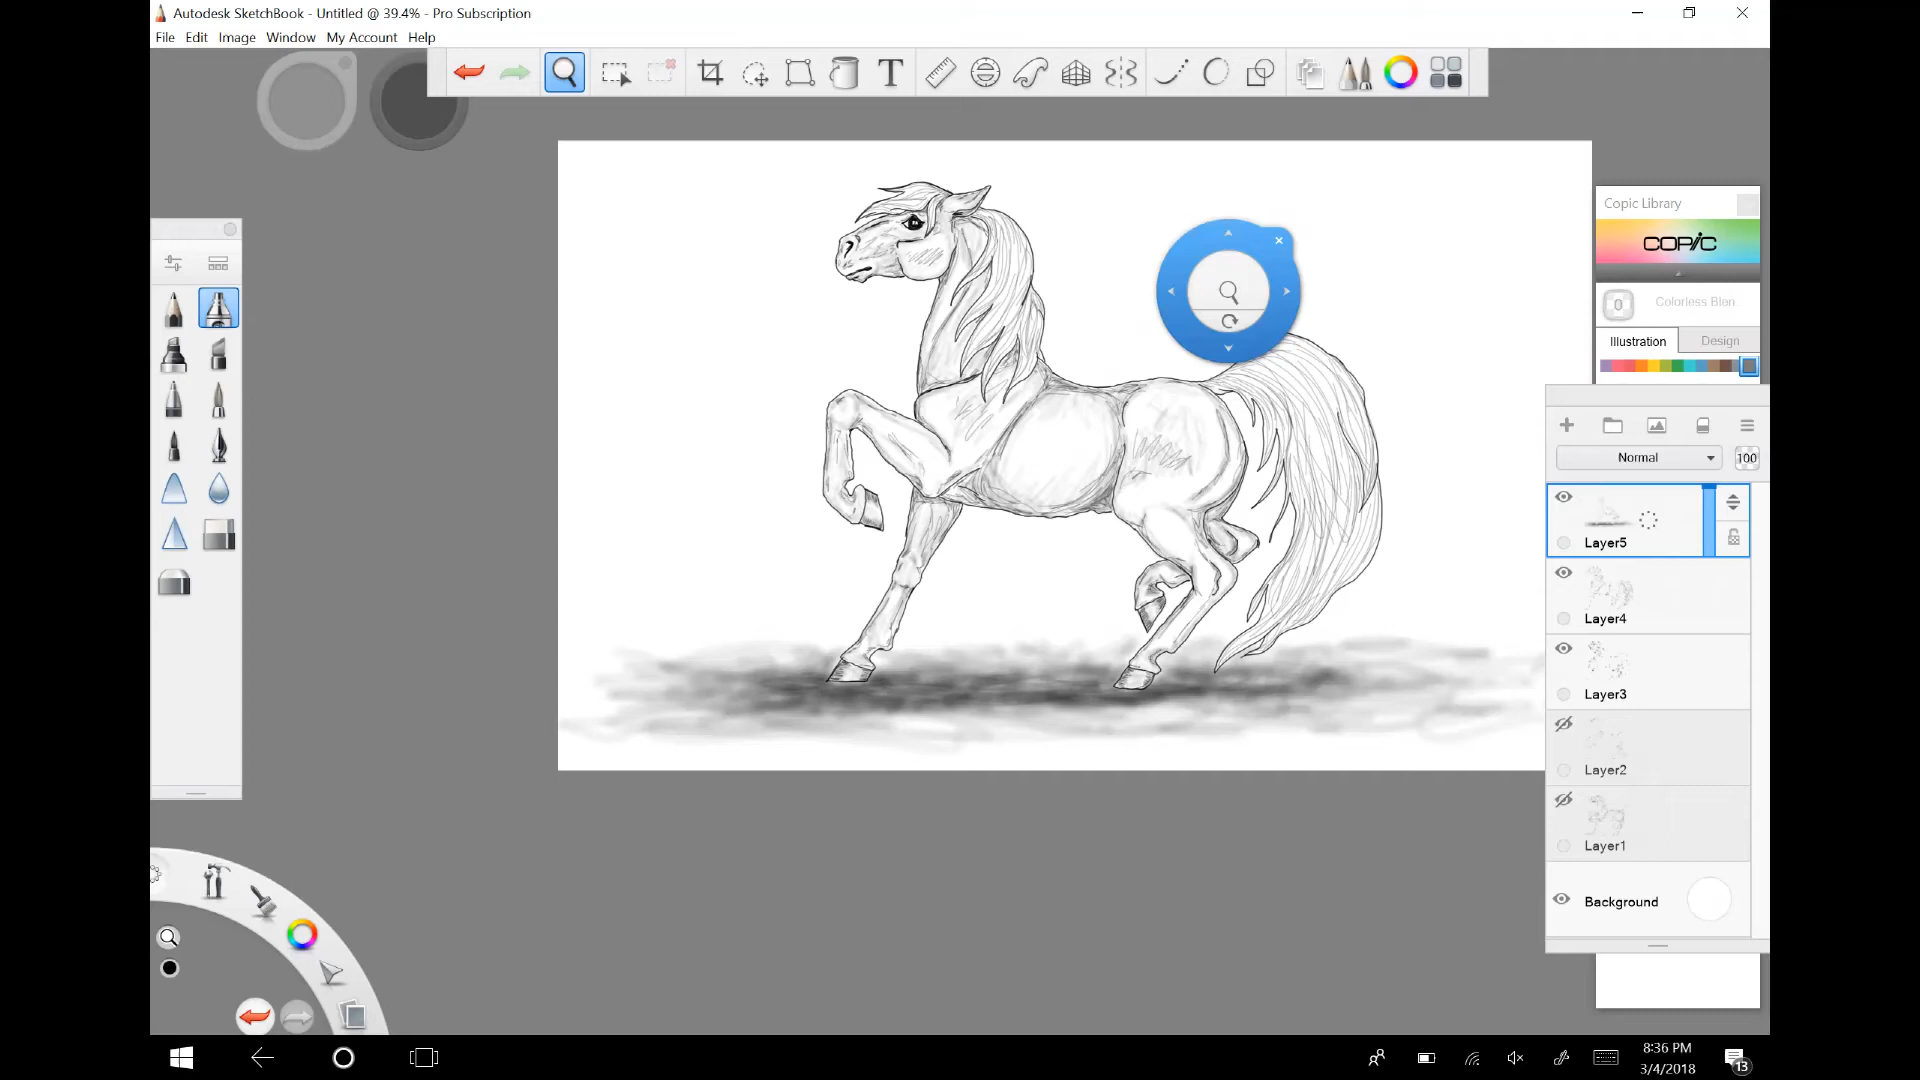 Autodesk SketchBook - Untitled @ 39.4% - Pro Subscription
File Edit Image Window My Account Help
T
Copic Library
COPIC
0 Colorless Blen
Illustration Design
Normal 100
Layer5
Layer4
Layer3
Layer2
Layer1
Background
8:36 PM
3/4/2018
13